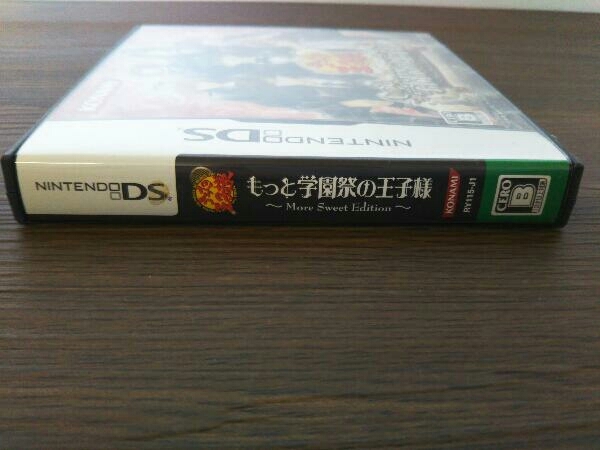 NINTENDO DS
KONAMI
B
NINTENDO DS
もっと学園祭の王子様
～ More Sweet Edition ～
KONAMI
RY115-J1
CERO
B